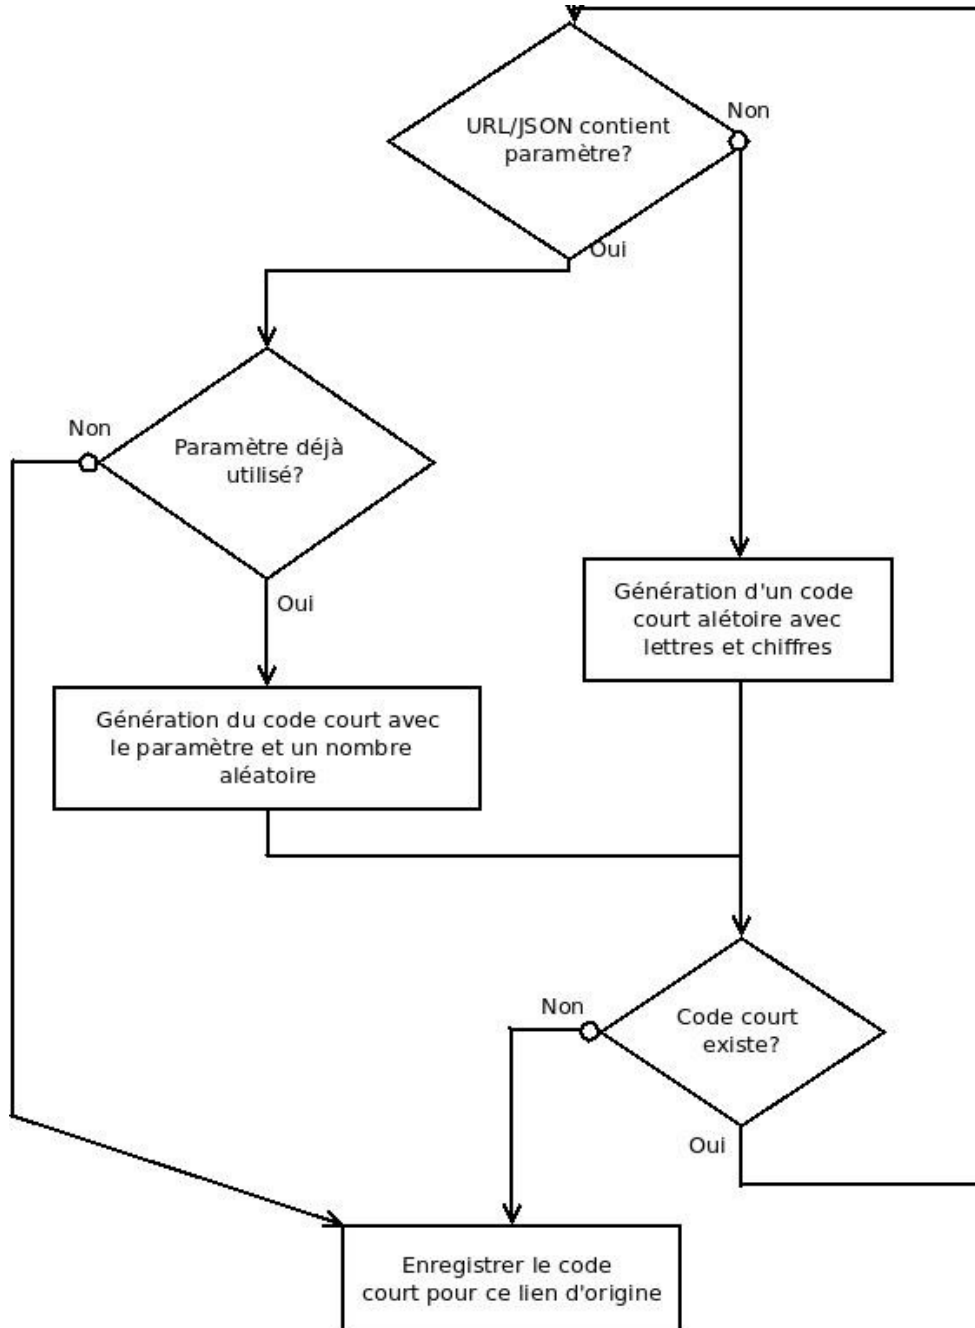 Non
URL/JSON contient
paramètre?
Oui
Non
Paramètre déjà
utilisé?
Oui
Génération d'un code
court alétoire avec
lettres et chiffres
Génération du code court avec
le paramètre et un nombre
aléatoire
Non
Code court
existe?
Oui
Enregistrer le code
court pour ce lien d'origine